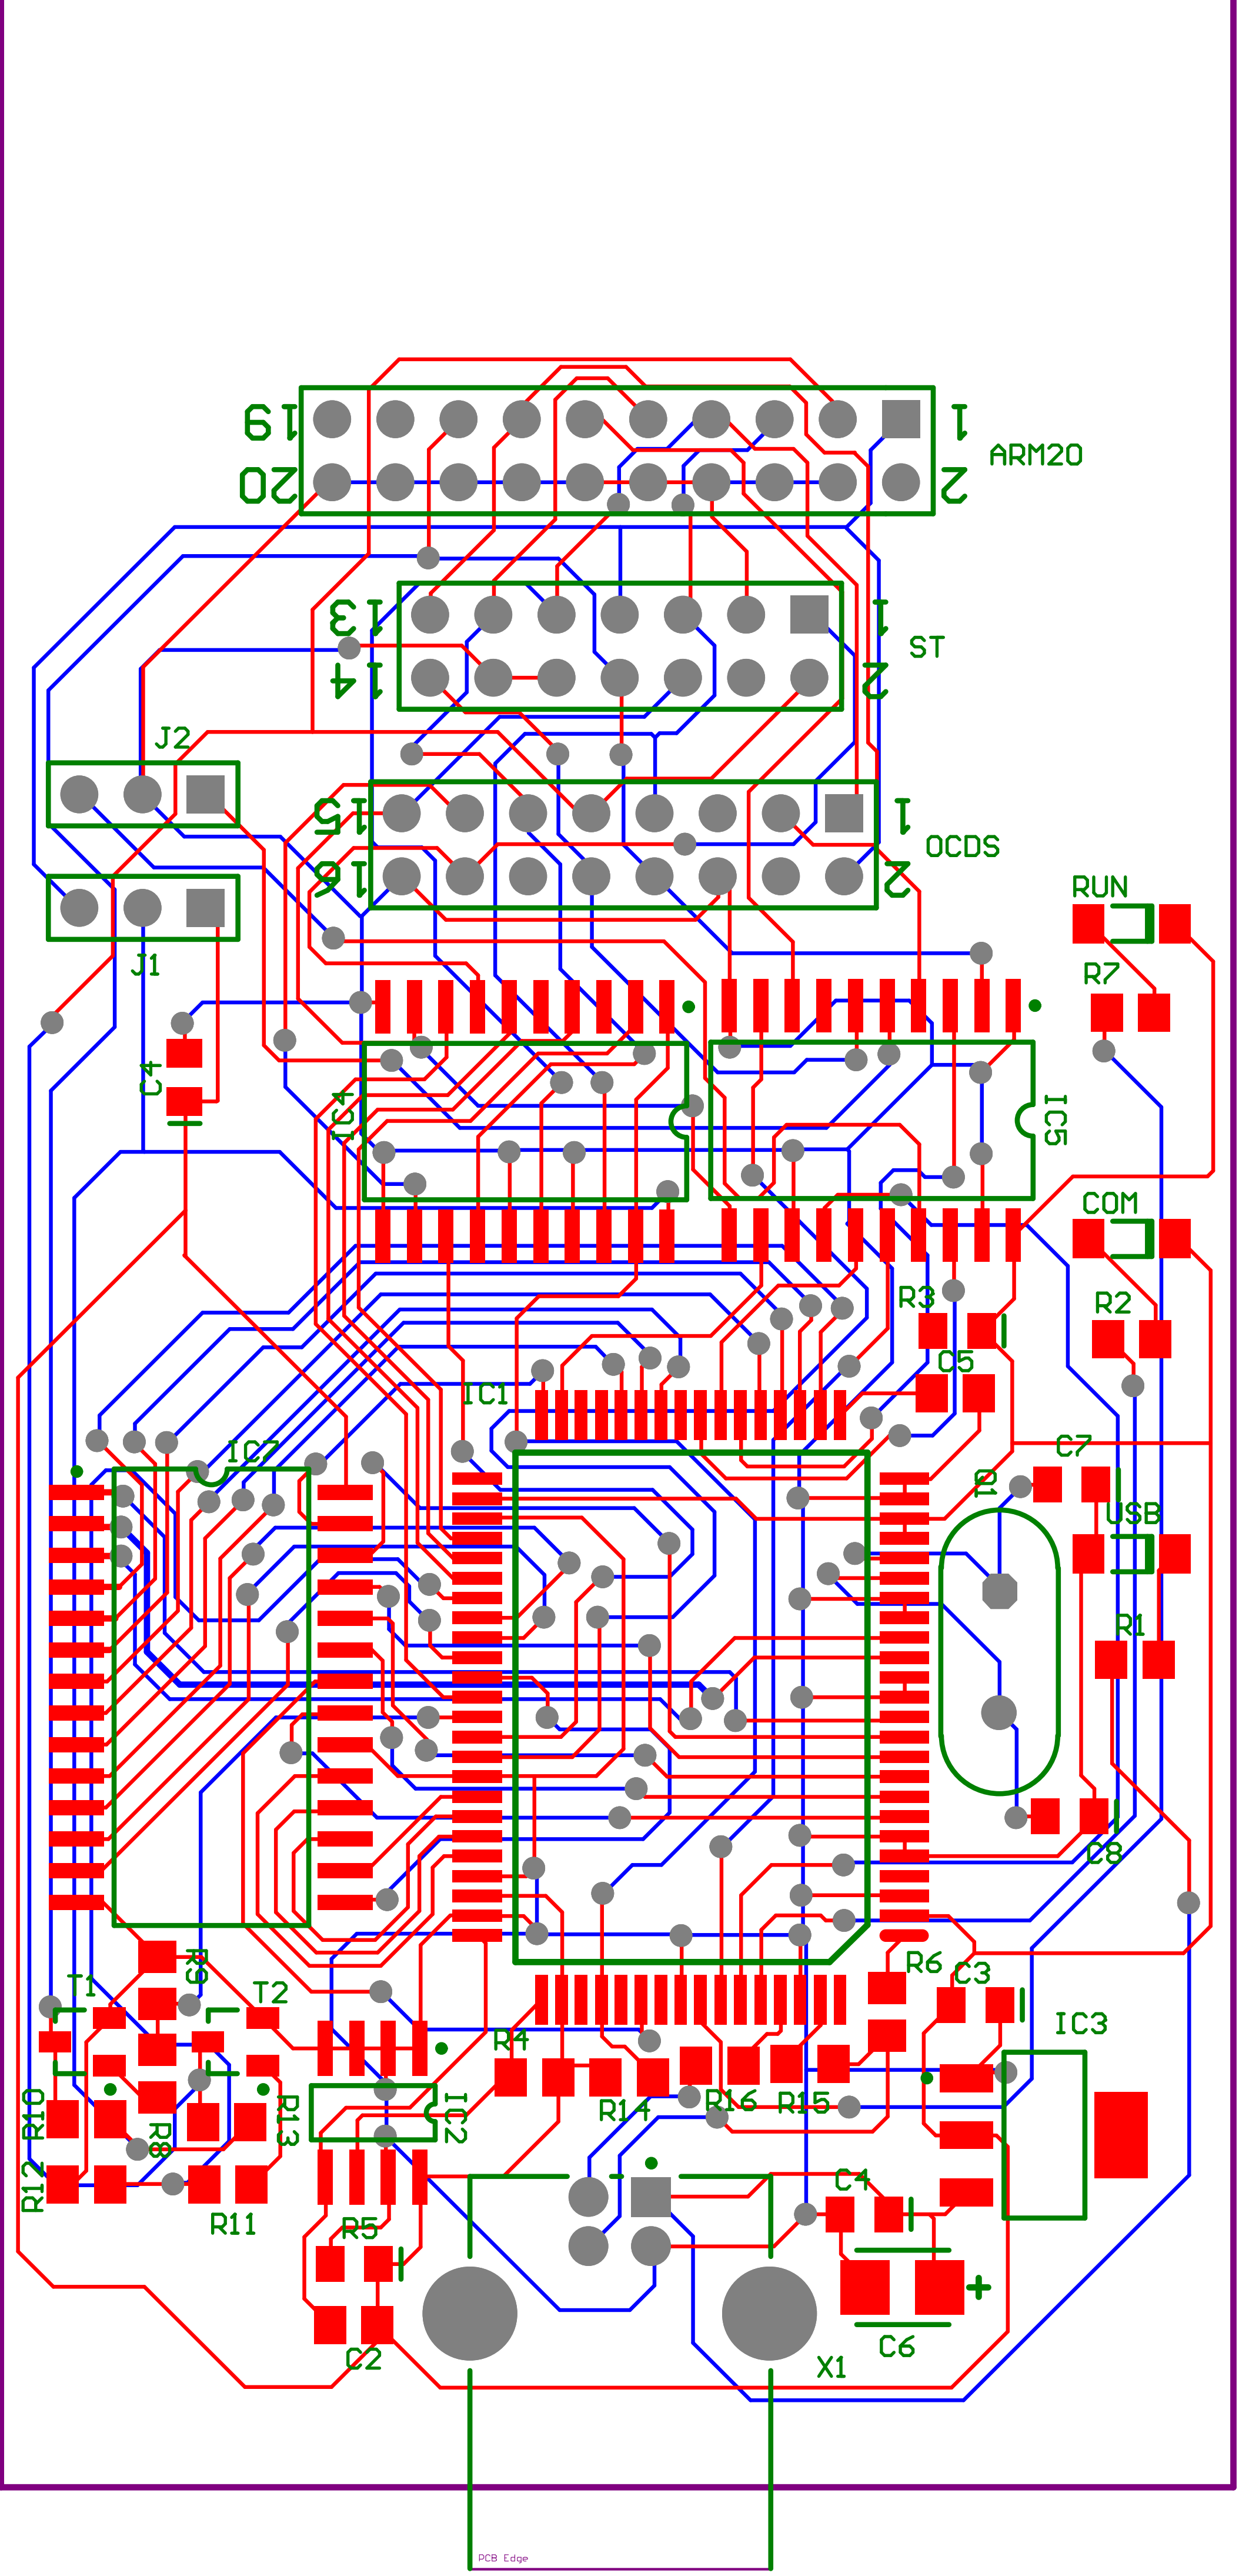 19
1
20
2
ARM20
13
1
14
2
ST
J2
15
1
16
2
OCDS
RUN
J1
R7
C4
IC4
IC5
COM
R3
R2
C5
IC1
IC7
C7
Q1
USB
R1
C8
R9
T1
T2
R6
C3
IC3
R4
R10
R8
R13
IC2
R14
R16
R15
R12
R11
R5
C4
+
C6
C2
X1
PCB Edge